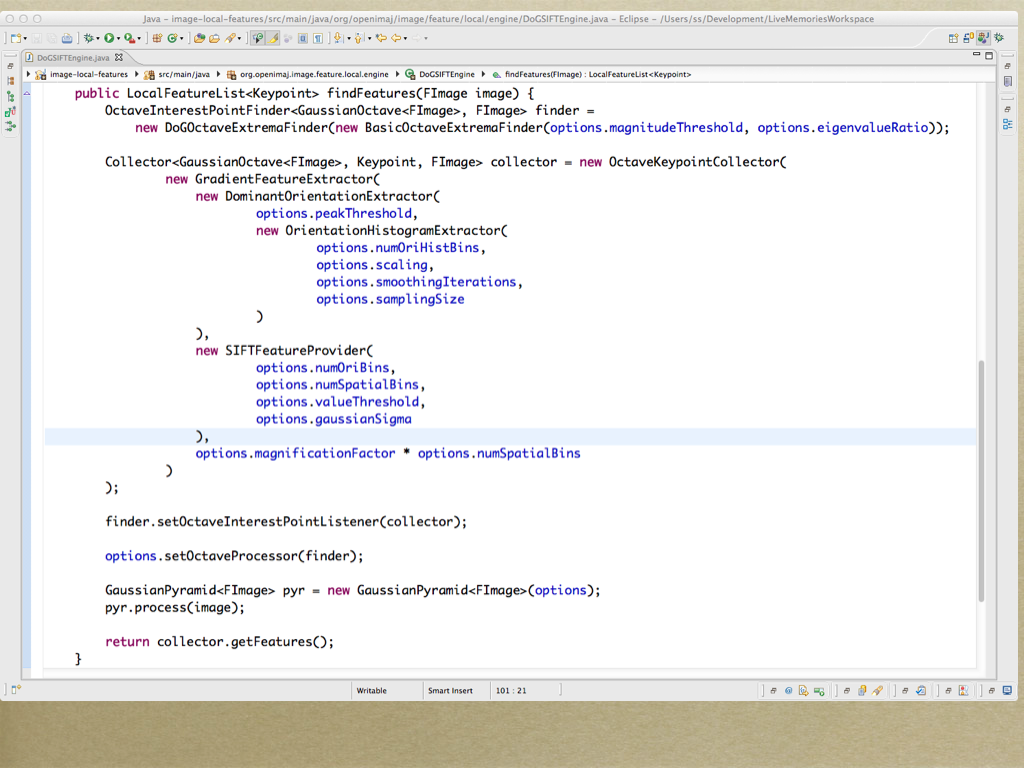 Java - image-local-features/src/main/java/org/openimaj/image/feature/local/engine/DoGSIFTEngine.java - Eclipse - /Users/ss/Development/LiveMemoriesWorkspace
DoGSIFTEngine.java
image-local-features src/main/java org.openimaj.image.feature.local.engine DoGSIFTEngine findFeatures(FImage) : LocalFeatureList<Keypoint>
public LocalFeatureList<Keypoint> findFeatures(FImage image) {
OctaveInterestPointFinder<GaussianOctave<FImage>, FImage> finder =
new DoGOctaveExtremaFinder(new BasicOctaveExtremaFinder(options.magnitudeThreshold, options.eigenvalueRatio));
Collector<GaussianOctave<FImage>, Keypoint, FImage> collector = new OctaveKeypointCollector(
new GradientFeatureExtractor(
new DominantOrientationExtractor(
options.peakThreshold,
new OrientationHistogramExtractor(
options.numOriHistBins,
options.scaling,
options.smoothingIterations,
options.samplingSize
)
),
new SIFTFeatureProvider(
options.numOriBins,
options.numSpatialBins,
options.valueThreshold,
options.gaussianSigma
),
options.magnificationFactor * options.numSpatialBins
)
);
finder.setOctaveInterestPointListener(collector);
options.setOctaveProcessor(finder);
GaussianPyramid<FImage> pyr = new GaussianPyramid<FImage>(options);
pyr.process(image);
return collector.getFeatures();
}
Writable Smart Insert 101 : 21